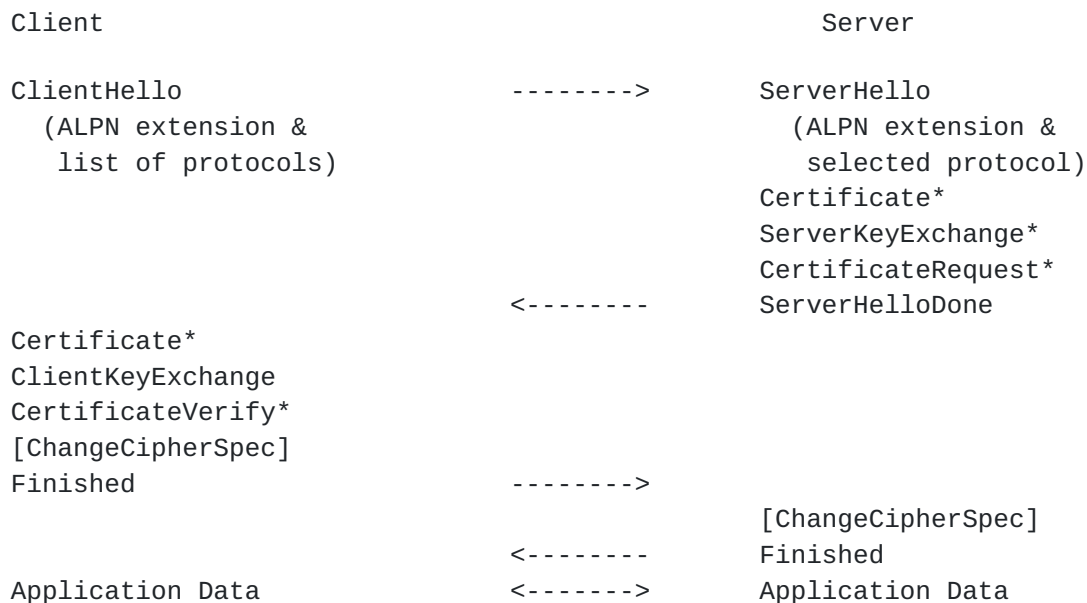 Client                                              Server

ClientHello                     -------->       ServerHello
  (ALPN extension &                               (ALPN extension &
   list of protocols)                              selected protocol)
                                                Certificate*
                                                ServerKeyExchange*
                                                CertificateRequest*
                                <--------       ServerHelloDone
Certificate*
ClientKeyExchange
CertificateVerify*
[ChangeCipherSpec]
Finished                        -------->
                                                [ChangeCipherSpec]
                                <--------       Finished
Application Data                <------->       Application Data